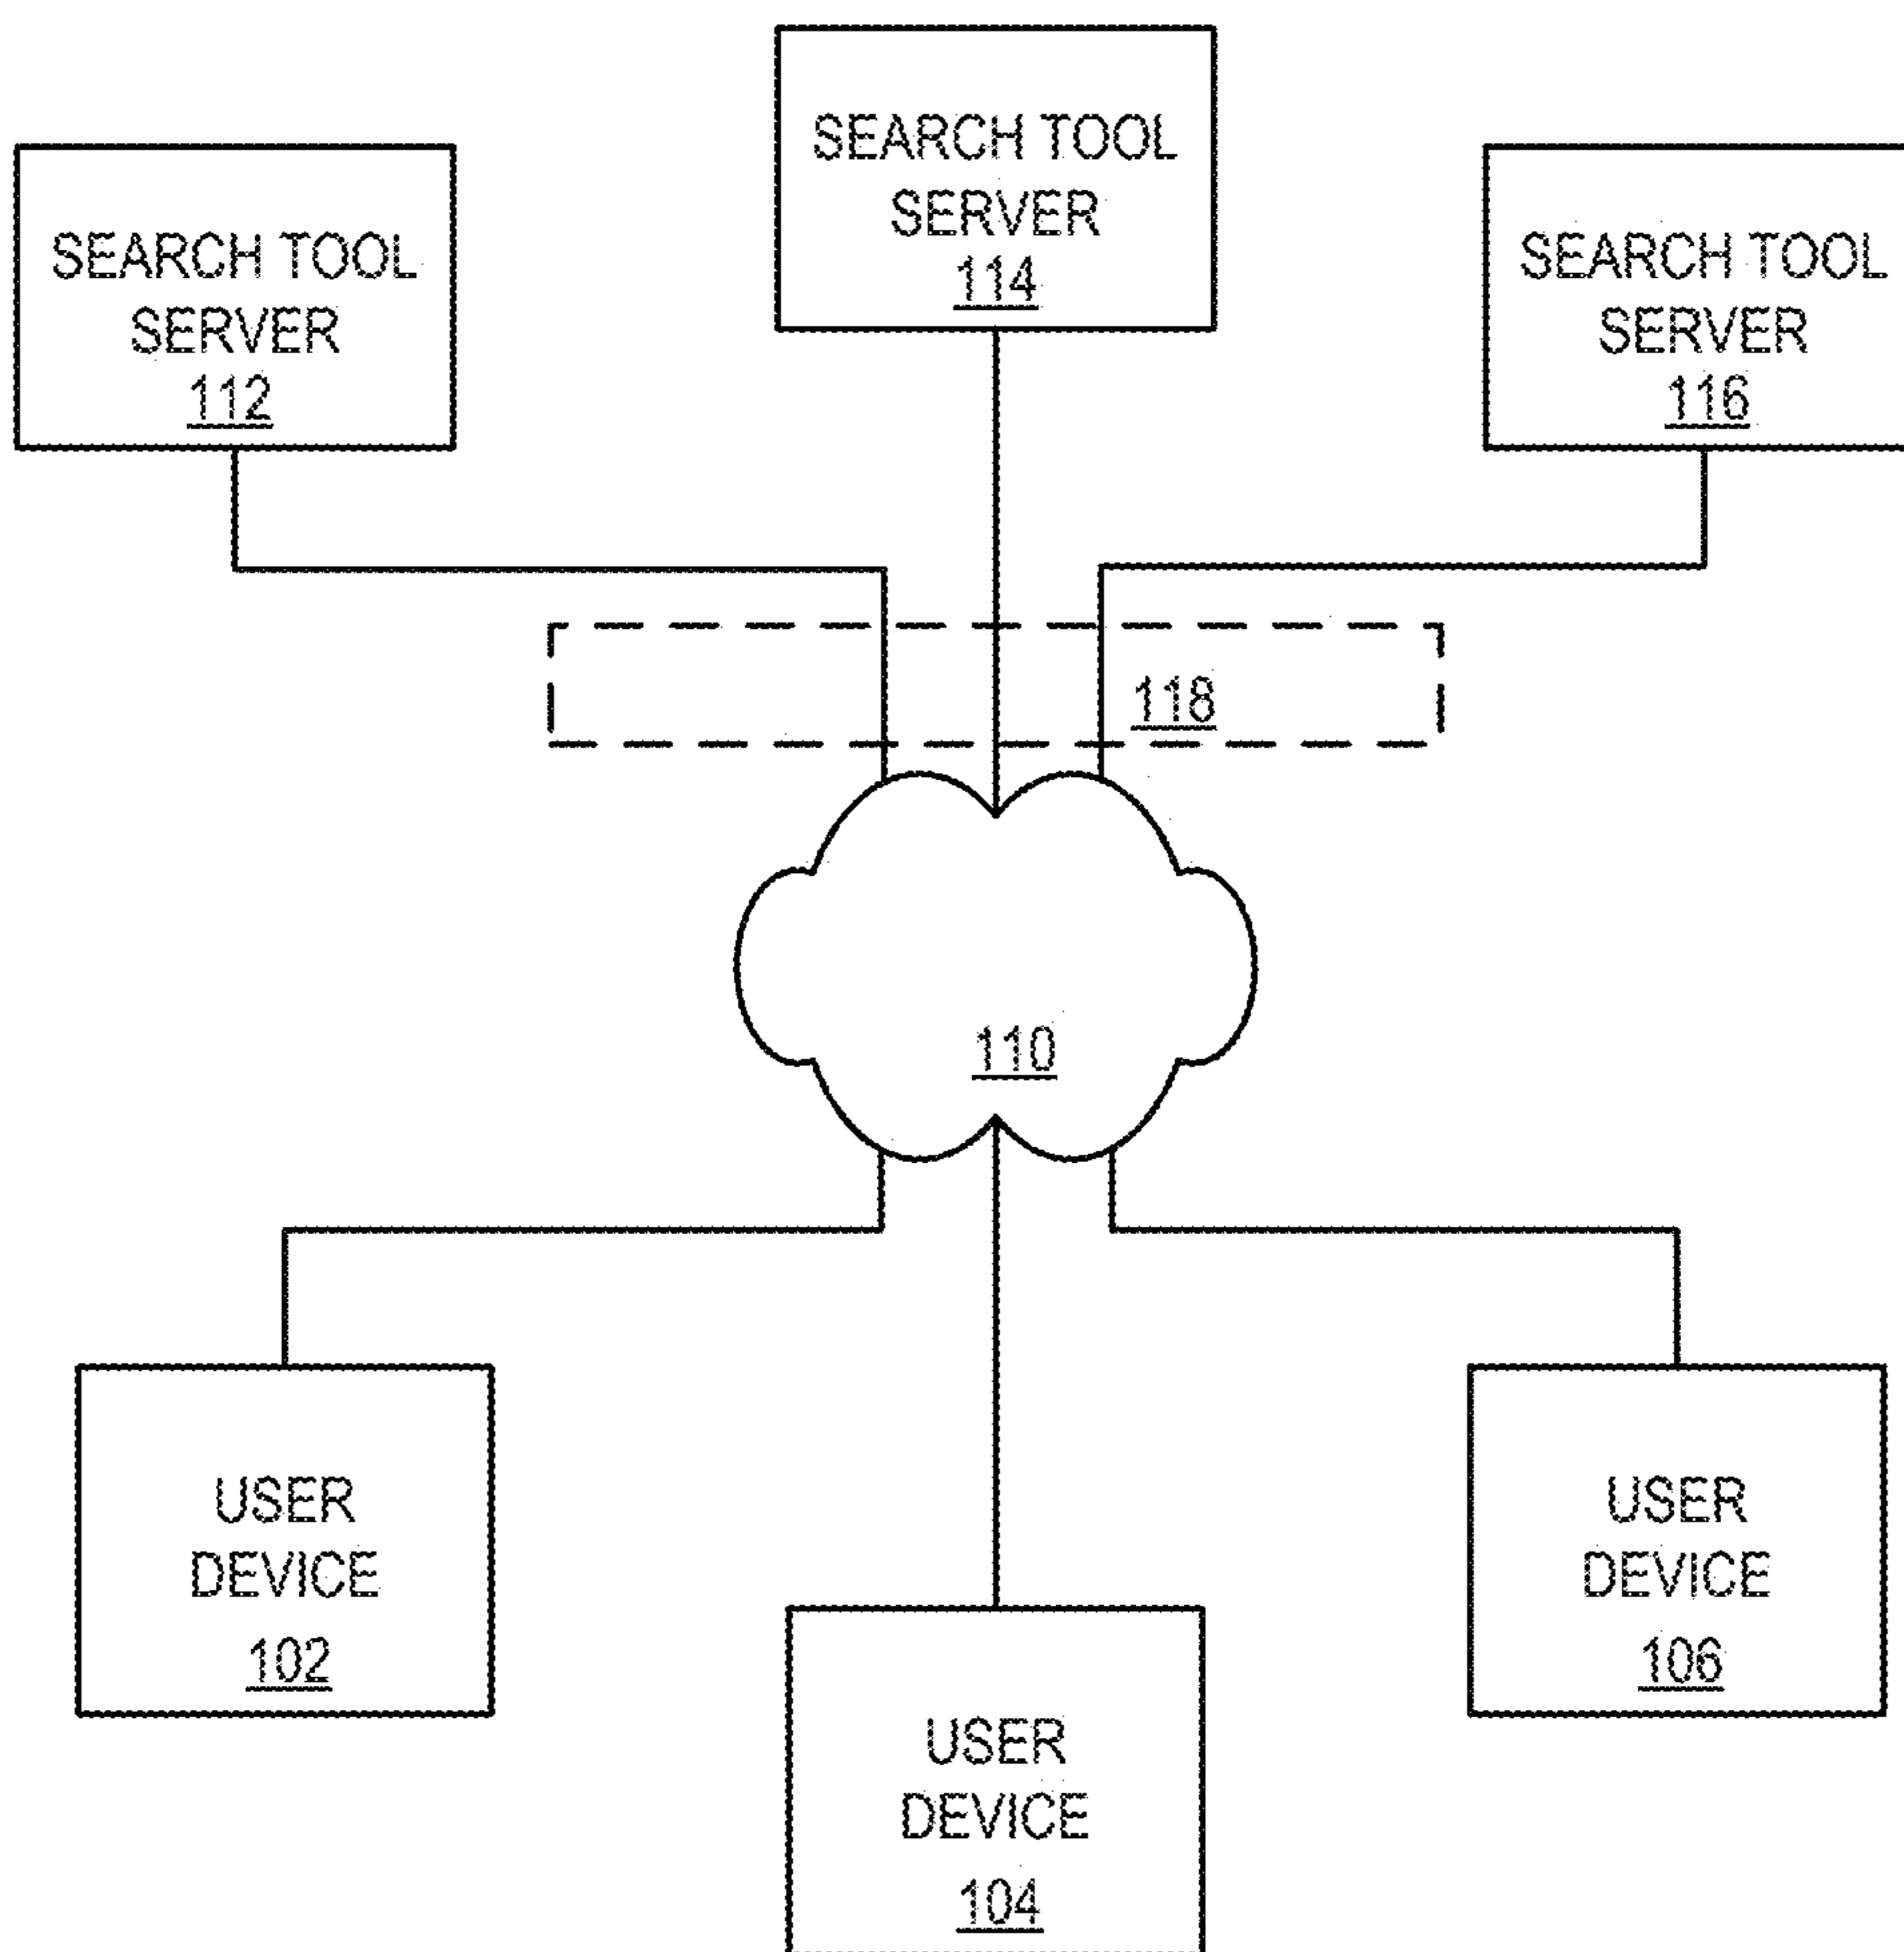 SEARCH TOOL
SERVER
114
SEARCH TOOL
SERVER
112
SEARCH TOOL
SERVER
116
118
110
USER
DEVICE
102
USER
DEVICE
106
USER
DEVICE
104